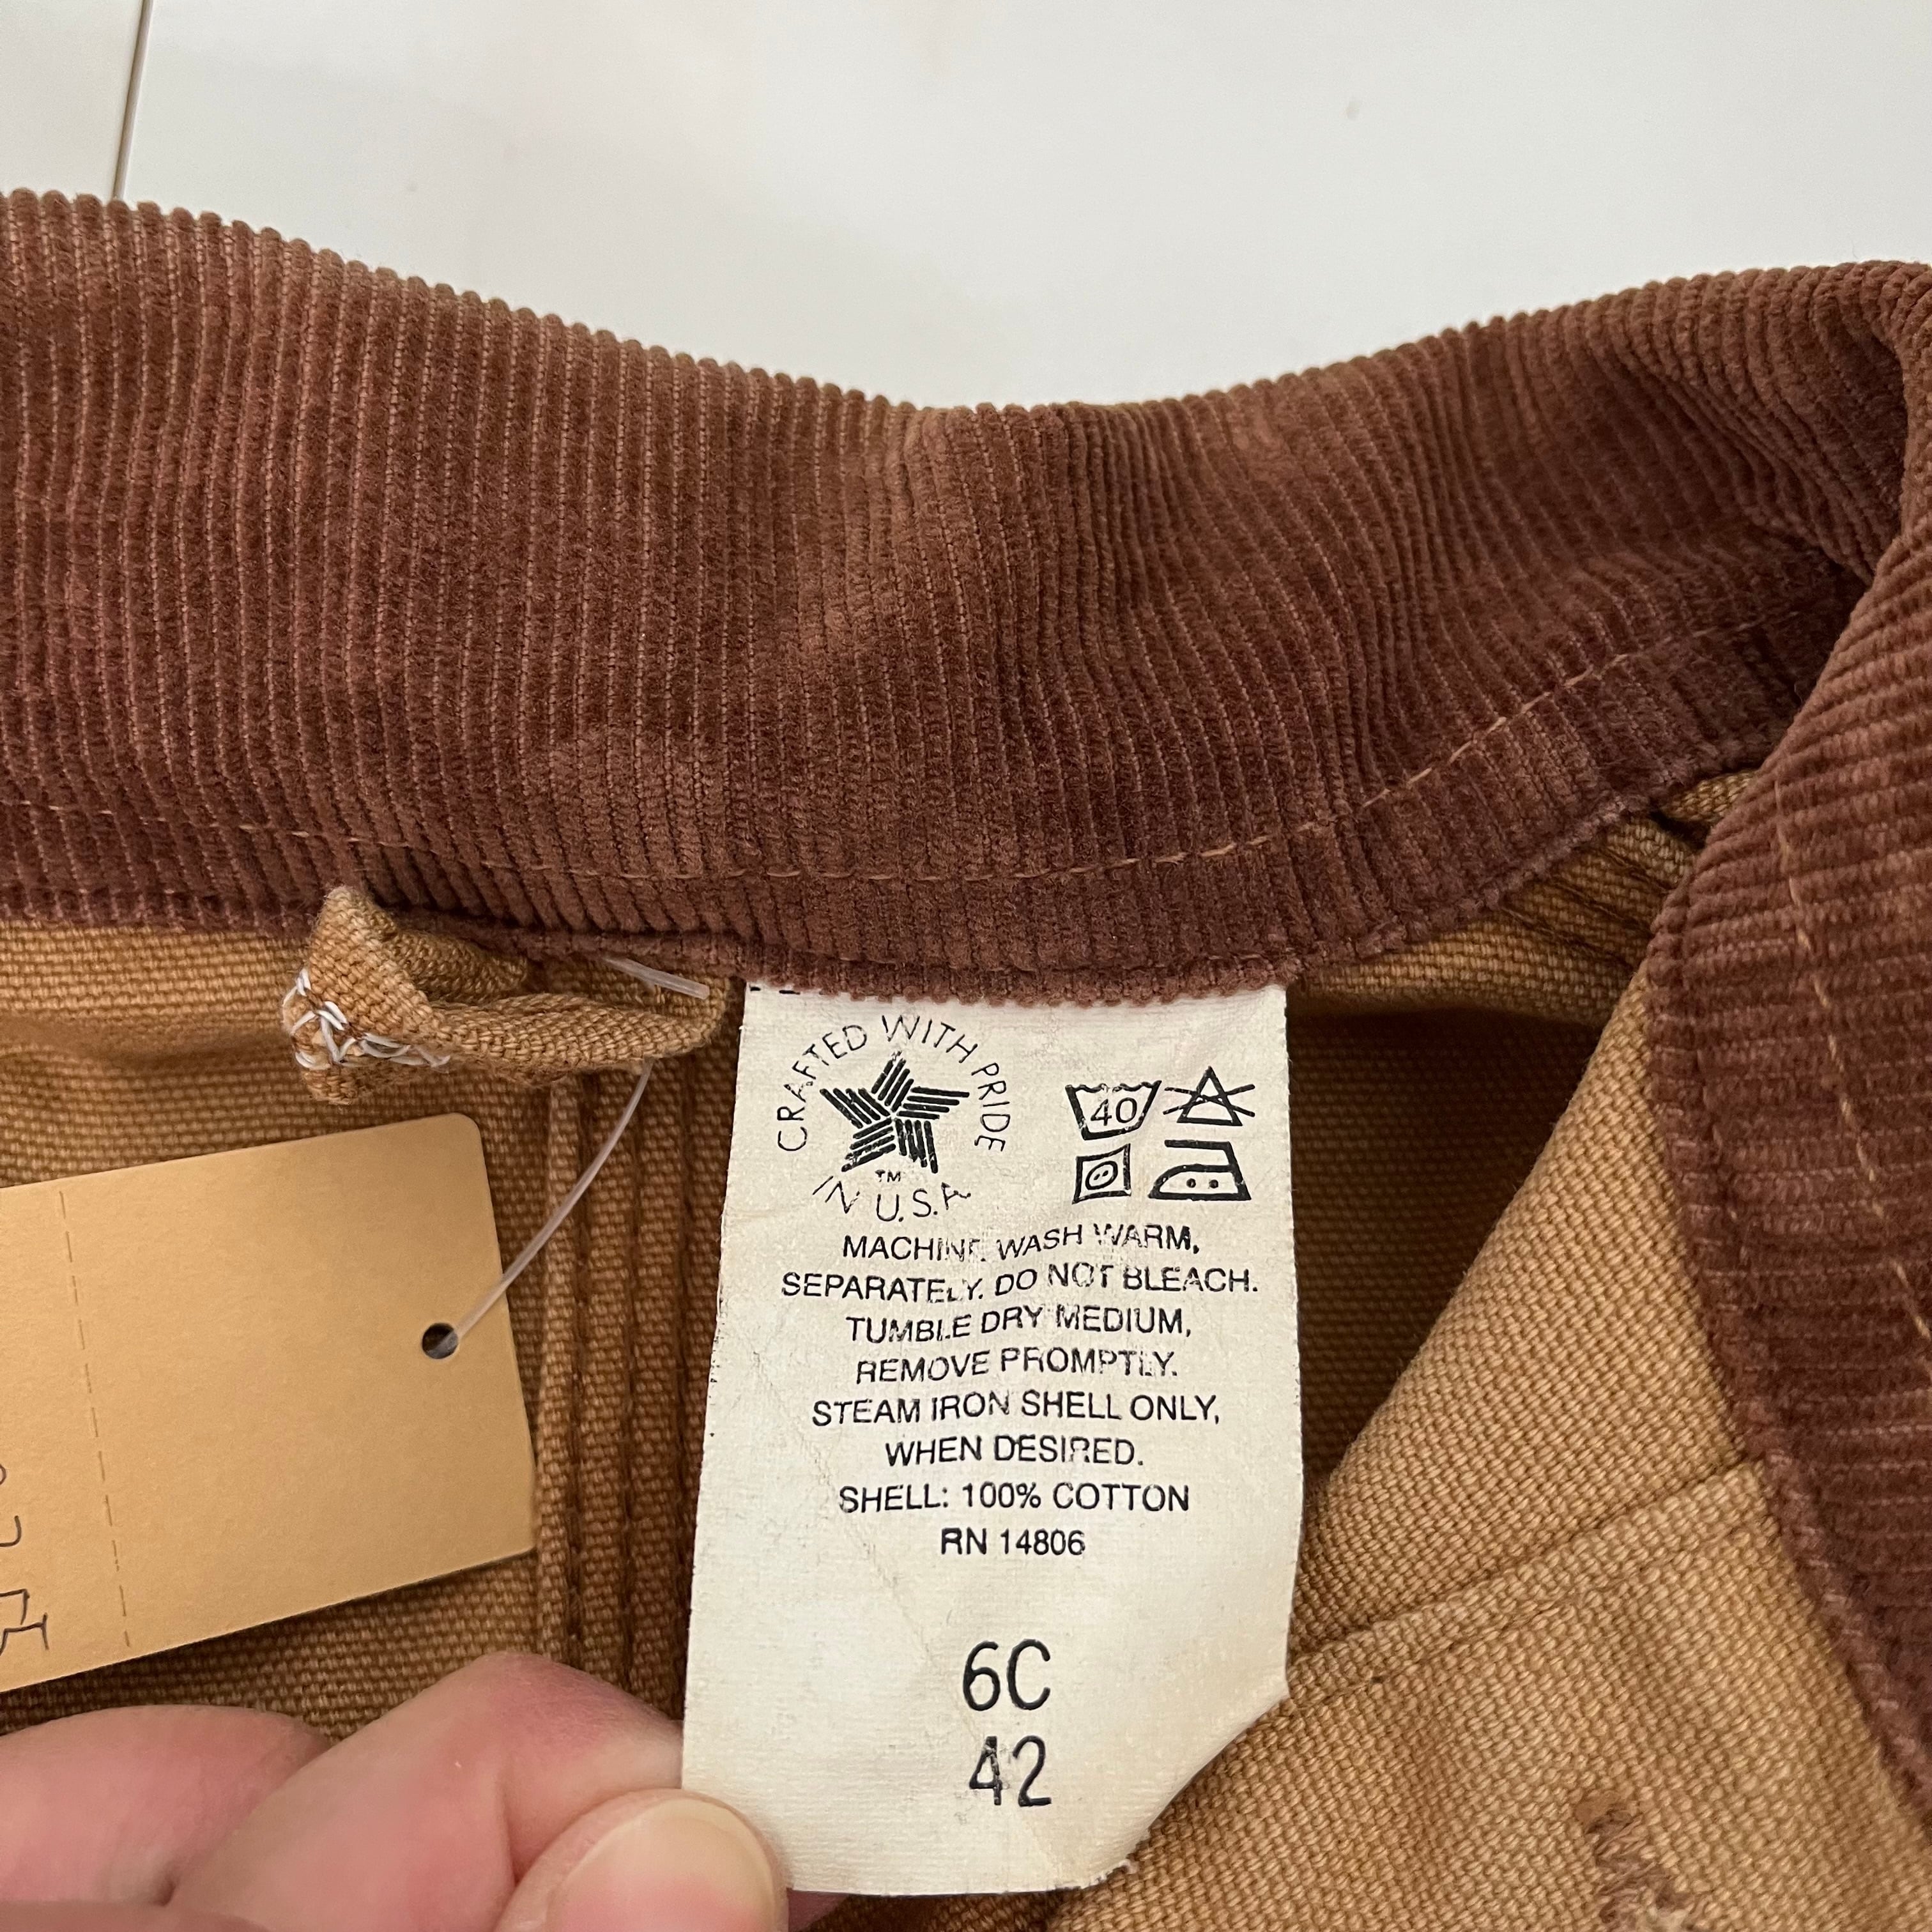 CRAFTED WITH PRIDE
TM
IN U.S.A
40
MACHINE WASH WARM,
SEPARATELY. DO NOT BLEACH.
TUMBLE DRY MEDIUM,
REMOVE PROMPTLY.
STEAM IRON SHELL ONLY,
WHEN DESIRED.
SHELL: 100% COTTON
RN 14806
6C
42